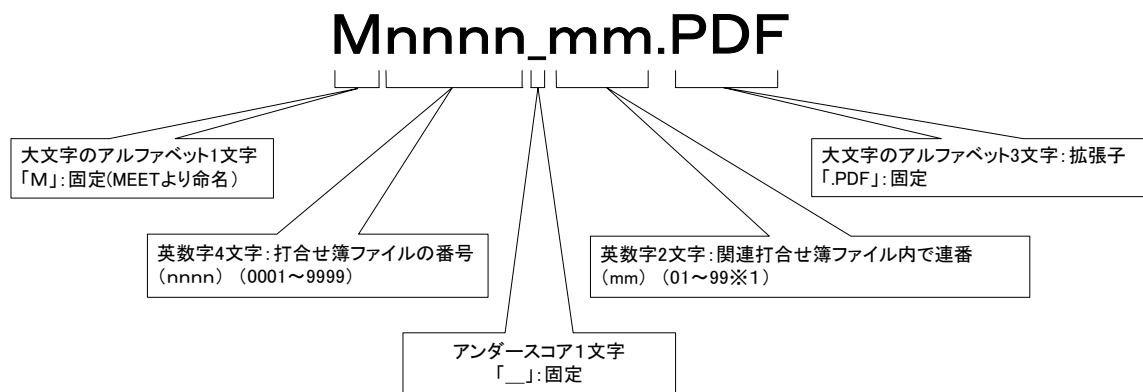 Mnnnn_mm.PDF
大文字のアルファベット1文字
「M」:固定(MEETより命名)
大文字のアルファベット3文字:拡張子
「.PDF」:固定
英数字4文字:打合せ簿ファイルの番号
(nnnn) (0001～9999)
英数字2文字:関連打合せ簿ファイル内で連番
(mm) (01～99※1)
アンダースコア1文字
「＿」:固定